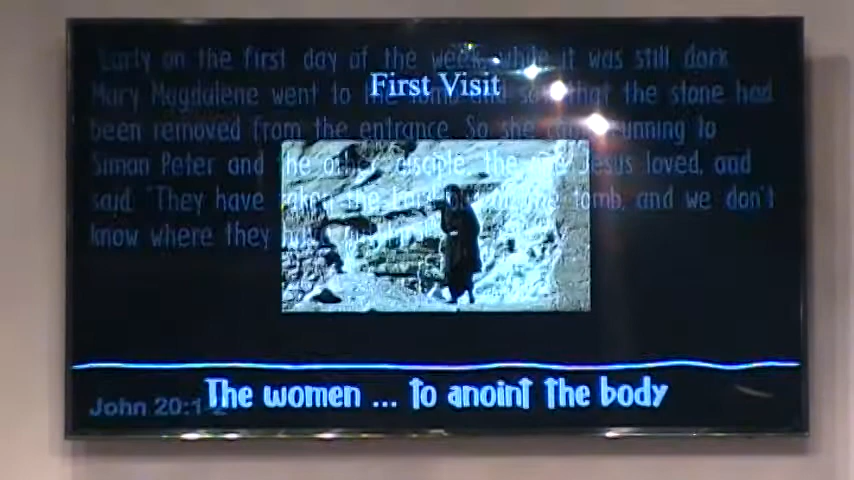 Early on the first day of the week, while it was still dark
First Visit
Mary Magdalene went to the tomb and saw that the stone had
been removed from the entrance. So she came running to
Simon Peter and the other disciple, the one Jesus loved, and
said. "They have taken the Lord out of the tomb, and we don't
know where they have
The women ... to anoint the body
John 20:1-2